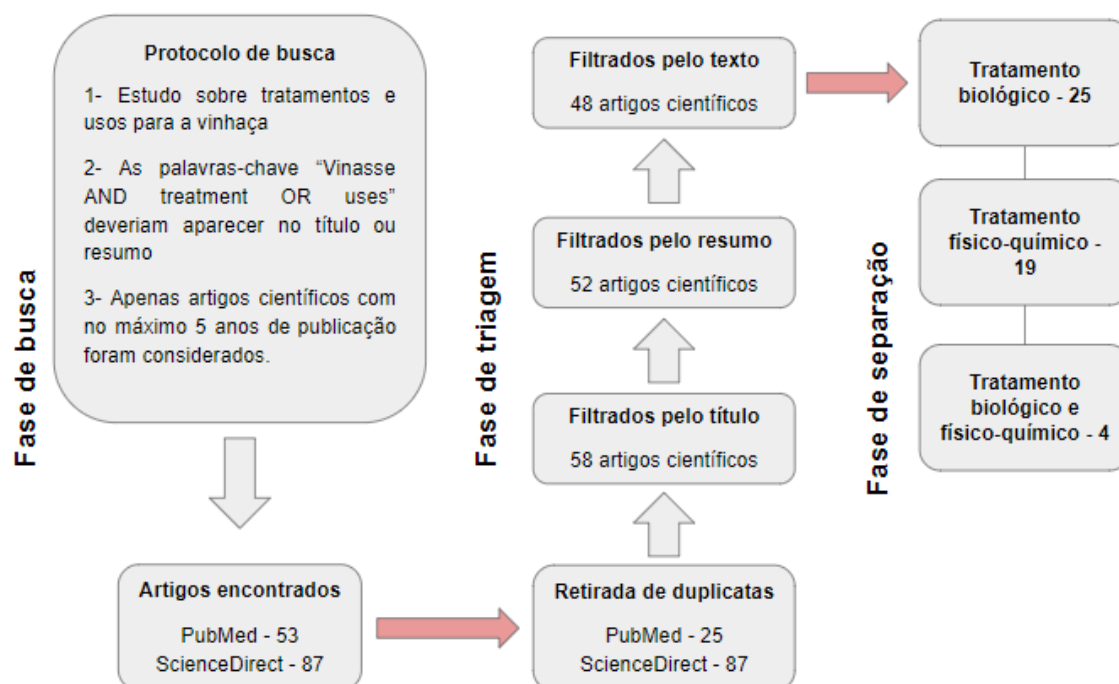 Fase de busca
Protocolo de busca
1- Estudo sobre tratamentos e
usos para a vinhaça
2- As palavras-chave “Vinasse
AND treatment OR uses”
deveriam aparecer no título ou
resumo
3- Apenas artigos científicos com
no máximo 5 anos de publicação
foram considerados.
Artigos encontrados
PubMed - 53
ScienceDirect - 87
Fase de triagem
Retirada de duplicatas
PubMed - 25
ScienceDirect - 87
Filtrados pelo título
58 artigos científicos
Filtrados pelo resumo
52 artigos científicos
Filtrados pelo texto
48 artigos científicos
Fase de separação
Tratamento
biológico - 25
Tratamento
físico-químico -
19
Tratamento
biológico e
físico-químico - 4